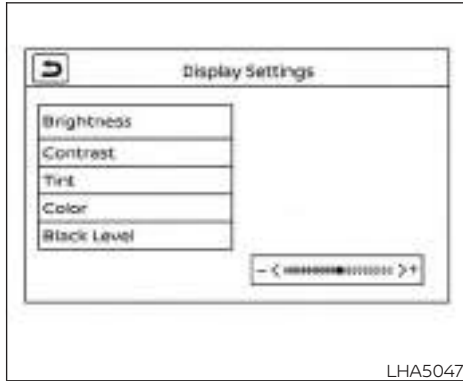 Display Settings
Brightness
Contrast
Tint
Color
Black Level
- < > +
LHA5047